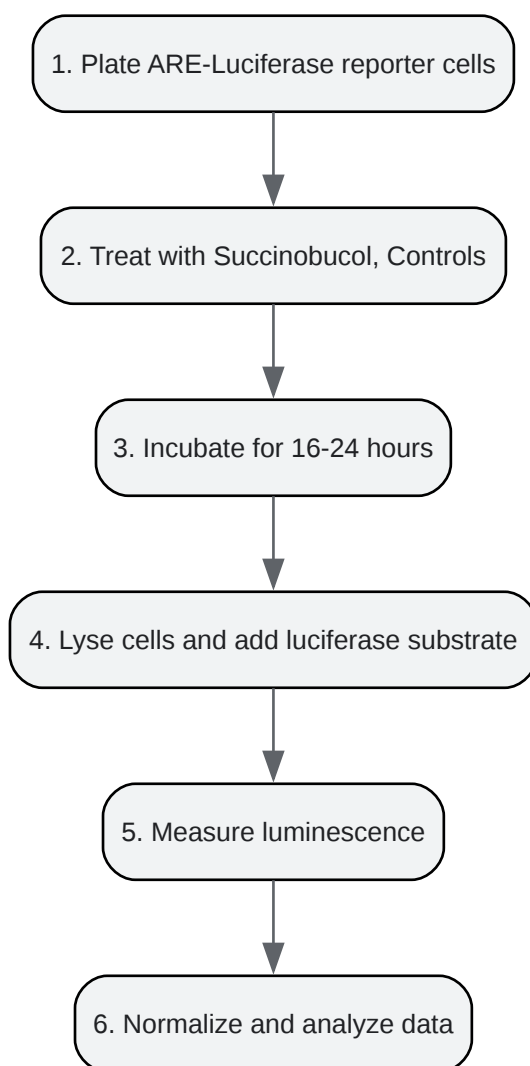 1. Plate ARE-Luciferase reporter cells
2. Treat with Succinobucol, Controls
3. Incubate for 16-24 hours
4. Lyse cells and add luciferase substrate
5. Measure luminescence
6. Normalize and analyze data